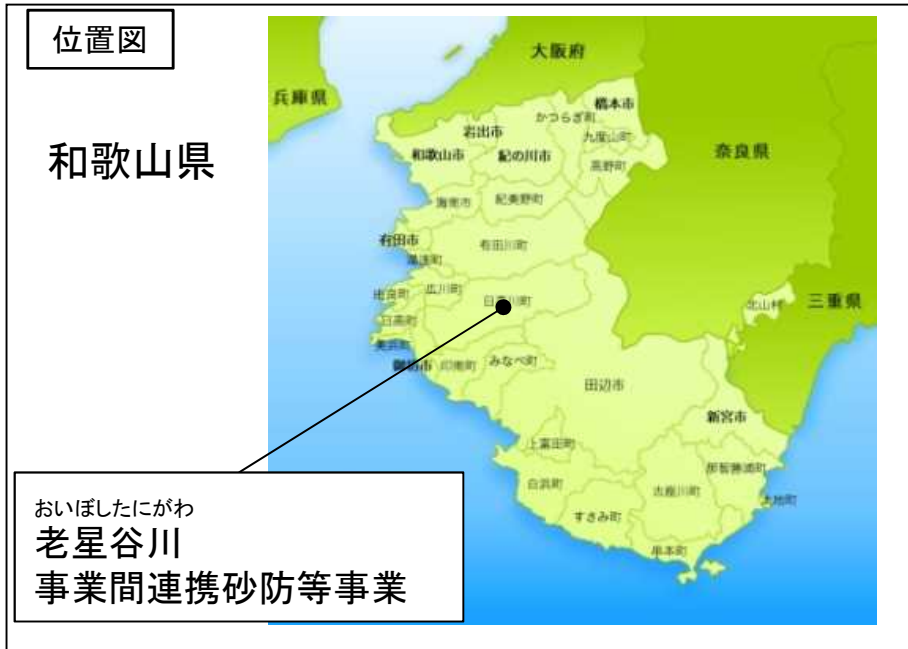 位置図
和歌山県
大阪府
兵庫県
橋本市
かつらぎ町
岩出市
九度山町
和歌山市
紀の川市
高野町
奈良県
海南市
紀美野町
有田市
有田川町
湯浅町
広川町
由良町
日高川町
北山村
三重県
日高町
美浜町
御坊市
印南町
みなべ町
田辺市
新宮市
上富田町
那智勝浦町
白浜町
古座川町
太地町
すさみ町
串本町
おいぼしたにがわ
老星谷川
事業間連携砂防等事業